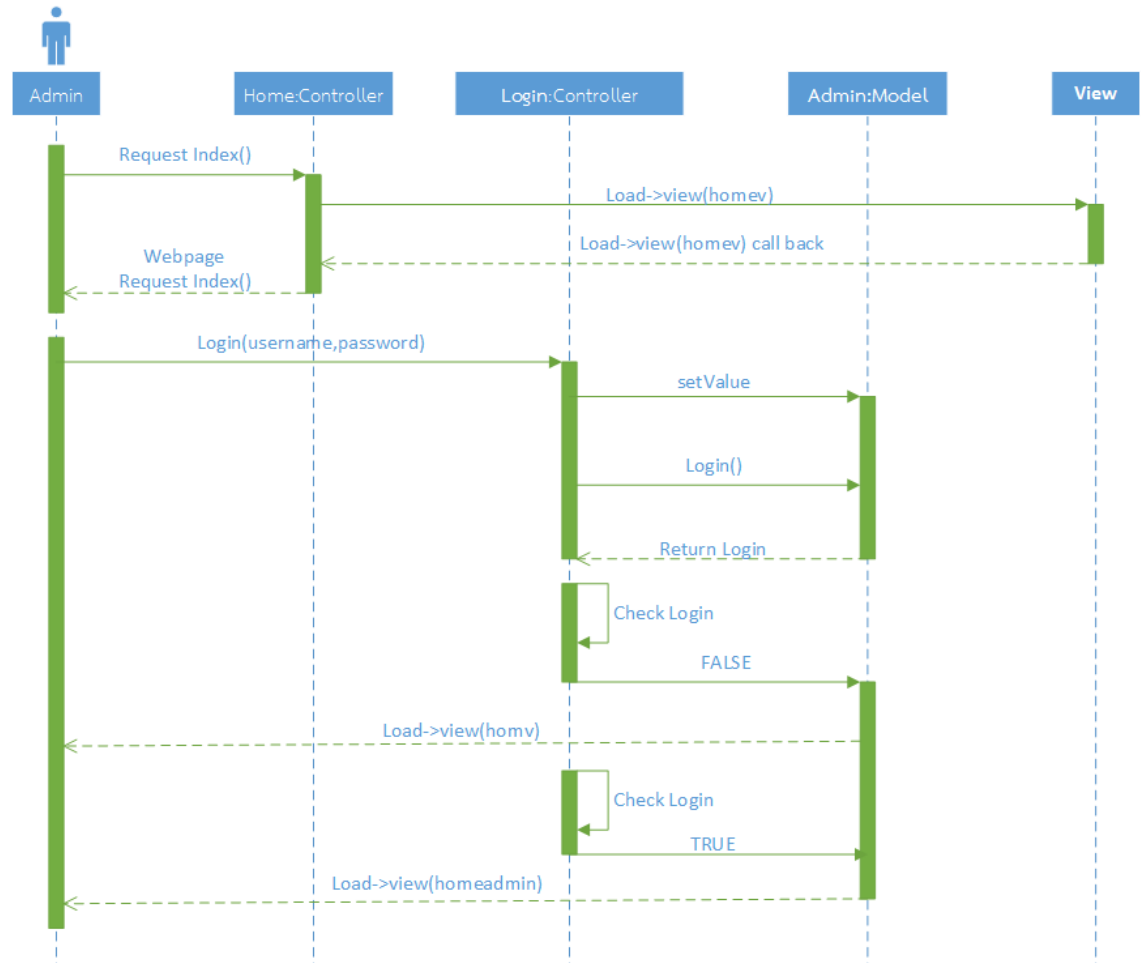 Admin
Home:Controller
Login:Controller
Admin:Model
View
Request Index()
Load->view(homev)
Load->view(homev) call back
Webpage
Request Index()
Login(username,password)
setValue
Login()
Return Login
Check Login
FALSE
Load->view(homv)
Check Login
TRUE
Load->view(homeadmin)